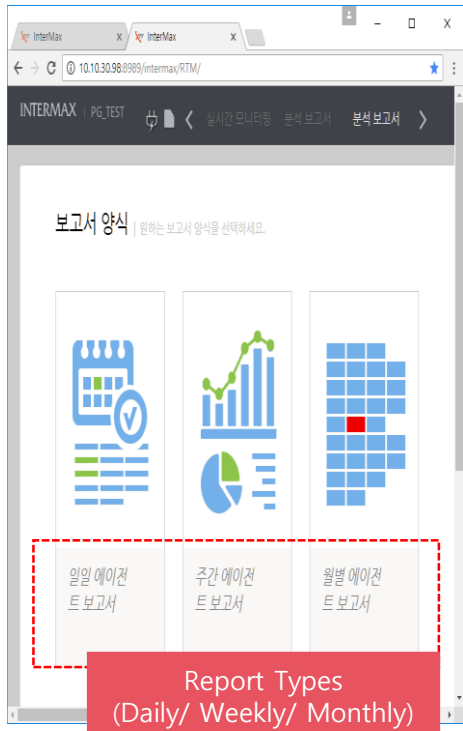 InterMax
InterMax
10.10.30.98:8989/intermax/RTM/
INTERMAX | PG_TEST
실시간 모니터링 분석 보고서 분석 보고서
보고서 양식 | 원하는 보고서 양식을 선택하세요.
일일 에이전
트 보고서
주간 에이전
트 보고서
월별 에이전
트 보고서
Report Types
(Daily/ Weekly/ Monthly)